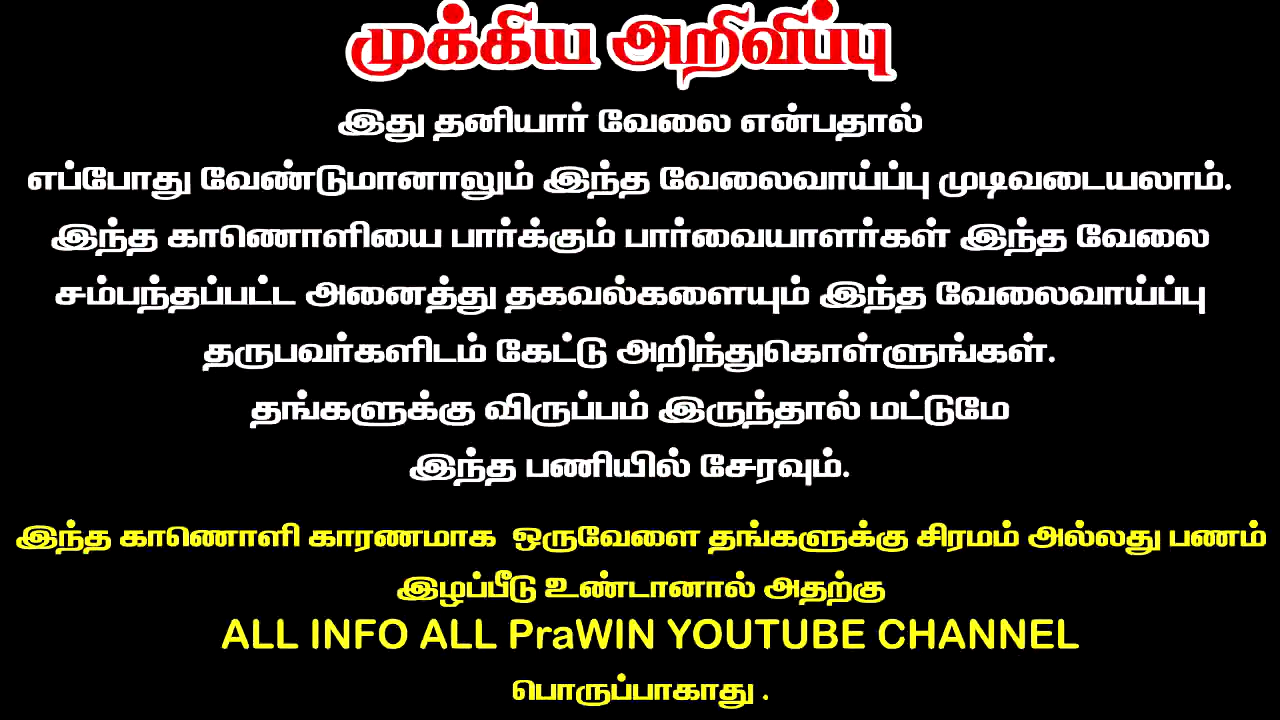 முக்கிய அறிவிப்பு
இது தனியார் வேலை என்பதால்
எப்போது வேண்டுமானாலும் இந்த வேலைவாய்ப்பு முடிவடையலாம்.
இந்த காணொளியை பார்க்கும் பார்வையாளர்கள் இந்த வேலை
சம்பந்தப்பட்ட அனைத்து தகவல்களையும் இந்த வேலைவாய்ப்பு
தருபவர்களிடம் கேட்டு அறிந்துகொள்ளுங்கள்.
தங்களுக்கு விருப்பம் இருந்தால் மட்டுமே
இந்த பணியில் சேரவும்.
இந்த காணொளி காரணமாக ஒருவேளை தங்களுக்கு சிரமம் அல்லது பணம்
இழப்பீடு உண்டானால் அதற்கு
ALL INFO ALL PraWIN YOUTUBE CHANNEL
பொருப்பாகாது .